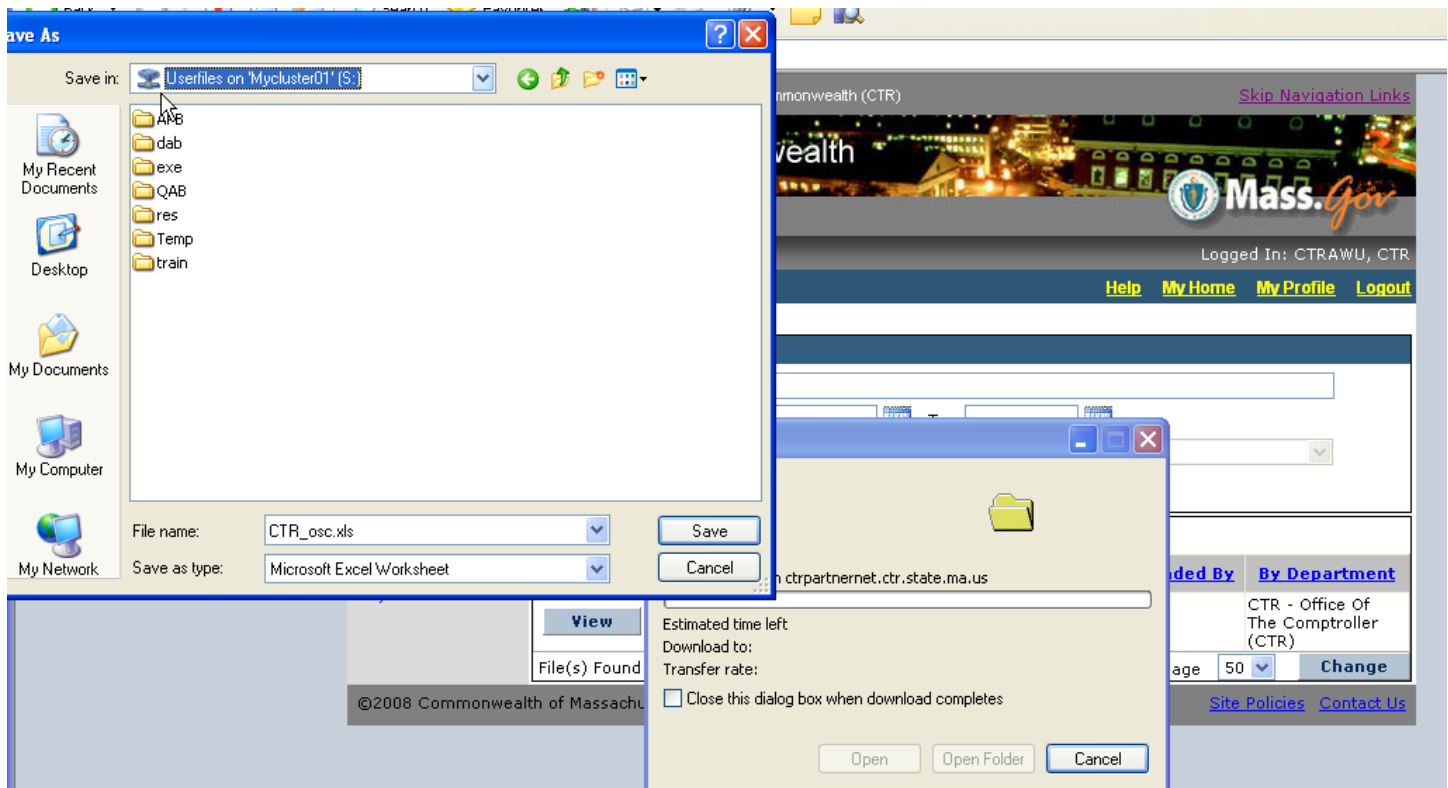 ave As
Save in: Userfiles on 'Mycluster01' (S:)
dab
My Recent Documents
exe
QAB
res
Temp
train
Desktop
My Documents
My Computer
My Network
File name: CTR_osc.xls Save
Save as type: Microsoft Excel Worksheet Cancel
(CTR) Skip Navigation Links
Mass.Gov
Logged In: CTRAWU, CTR
Help My Home My Profile Logout
ctrpartnernet.ctr.state.ma.us
Estimated time left
Download to:
Transfer rate:
Close this dialog box when download completes
Open Open Folder Cancel
By By Department
CTR - Office Of
The Comptroller
(CTR)
View
File(s) Found
50 Change
©2008 Commonwealth of Massachu
Site Policies Contact Us